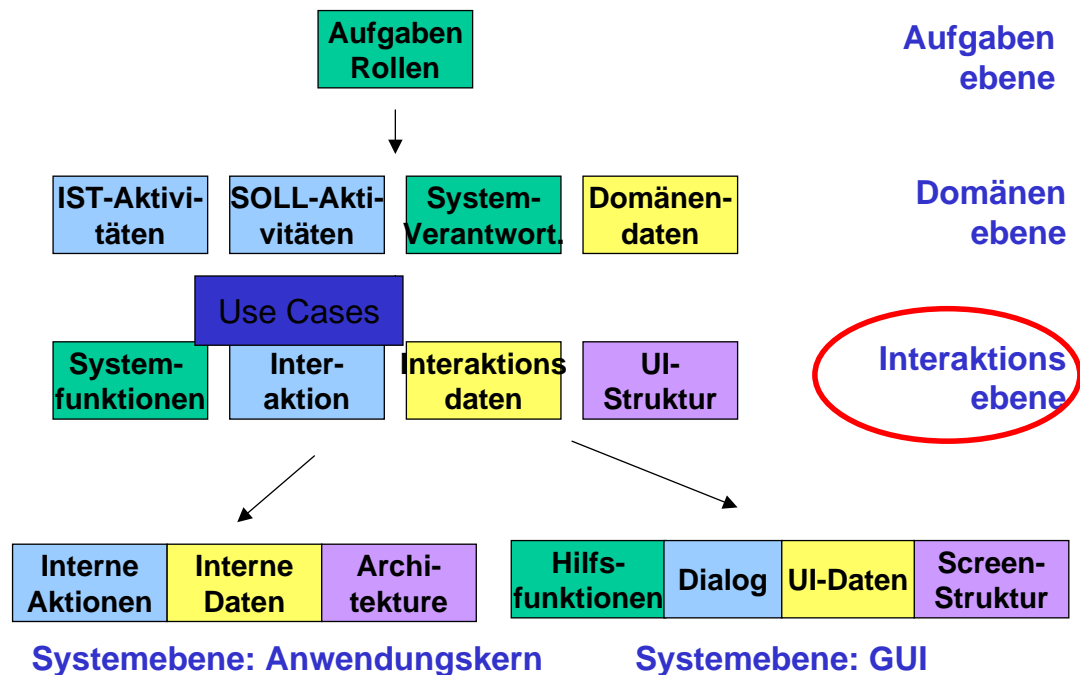 Aufgaben
Rollen
Aufgaben
ebene
IST-Aktivi-
täten
SOLL-Akti-
vitäten
System-
Verantwort.
Domänen-
daten
Domänen
ebene
Use Cases
System-
funktionen
Inter-
aktion
Interaktions
daten
UI-
Struktur
Interaktions
ebene
Interne
Aktionen
Interne
Daten
Archi-
tekture
Hilfs-
funktionen
Dialog
UI-Daten
Screen-
Struktur
Systemebene: Anwendungskern
Systemebene: GUI